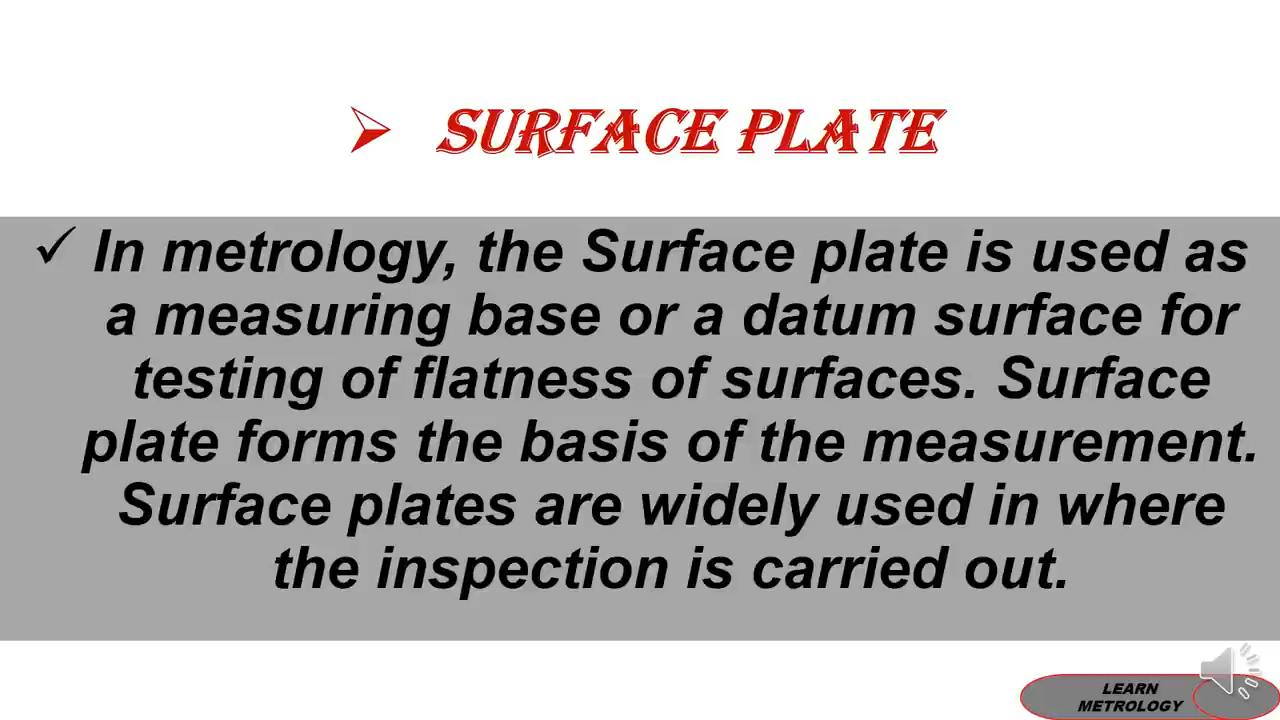 ➢ SURFACE PLATE
✓ In metrology, the Surface plate is used as
a measuring base or a datum surface for
testing of flatness of surfaces. Surface
plate forms the basis of the measurement.
Surface plates are widely used in where
the inspection is carried out.
LEARN
METROLOGY